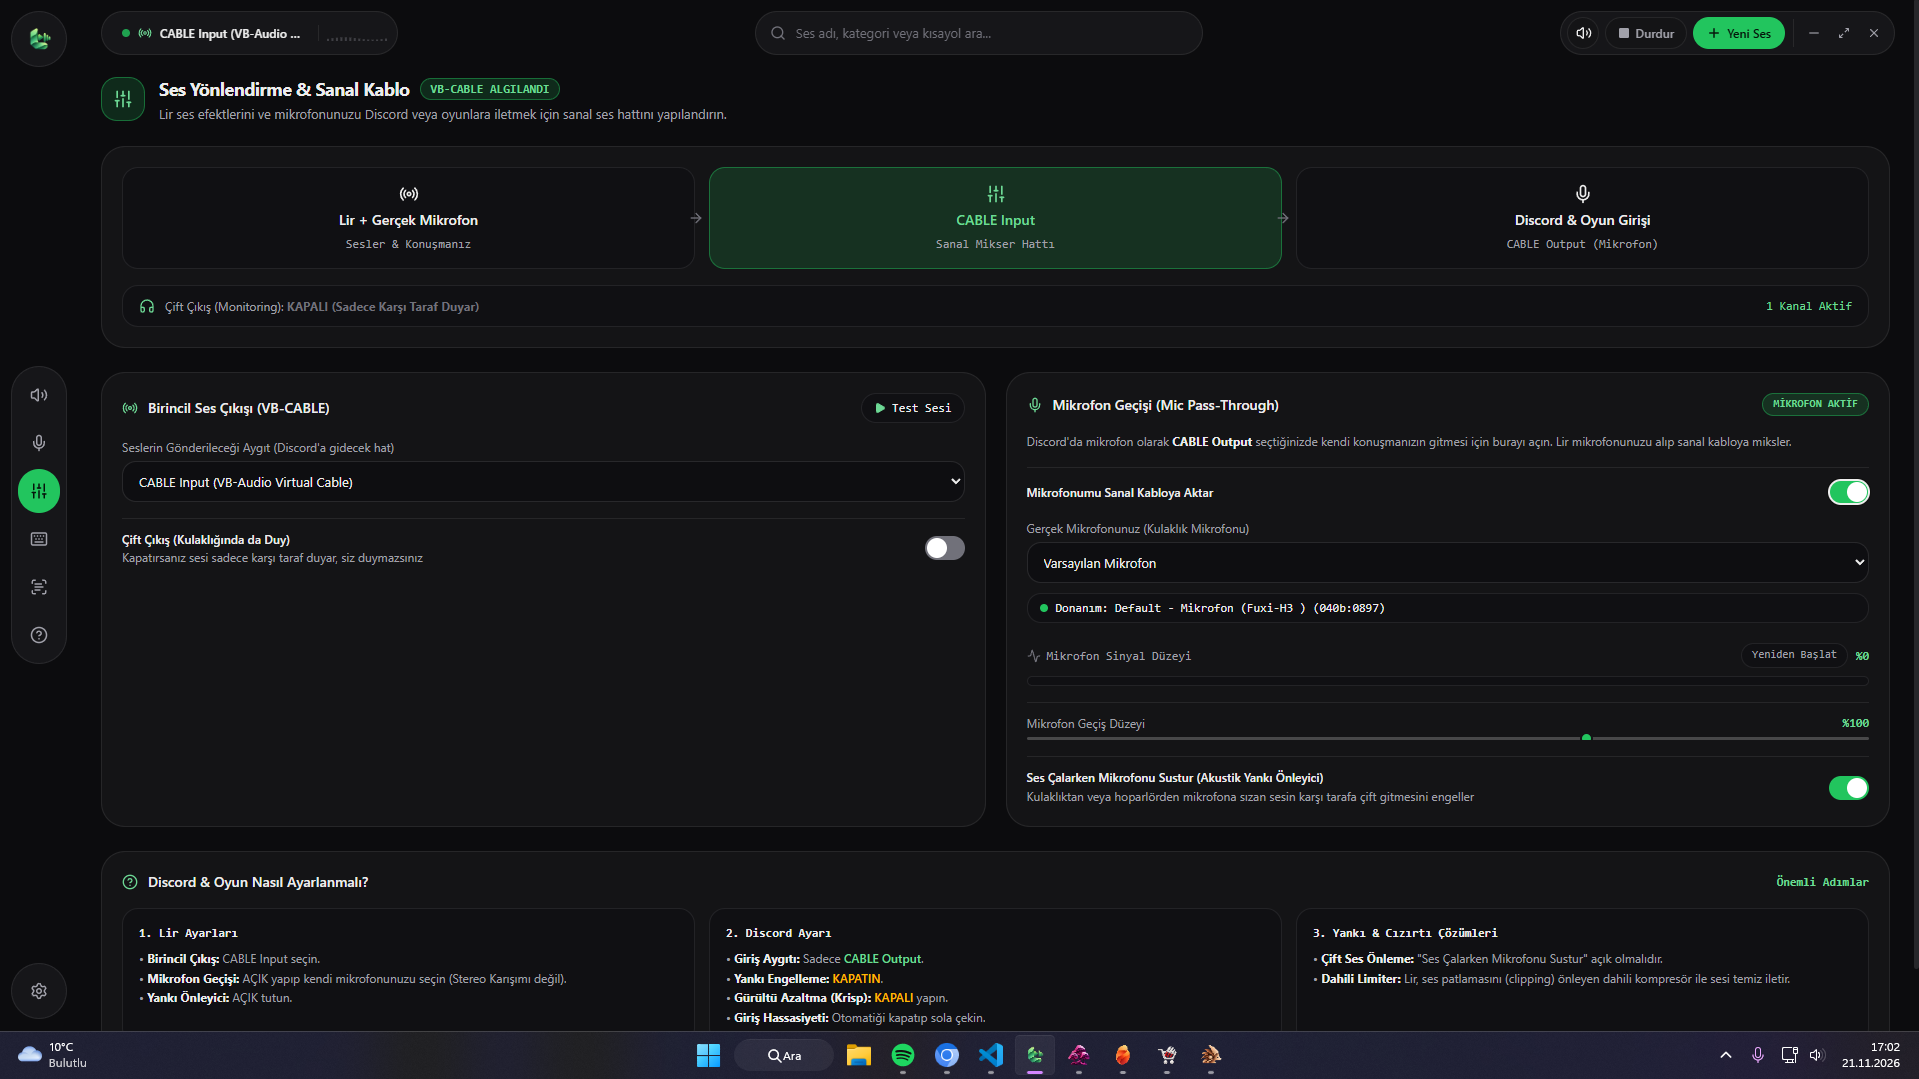 CABLE Input (VB-Audio ...
Ses adı, kategori veya kısayol ara...
Durdur
Yeni Ses
Ses Yönlendirme & Sanal Kablo
VB-CABLE ALGILANDI
Lir ses efektlerini ve mikrofonunuzu Discord veya oyunlara iletmek için sanal ses hattını yapılandırın.
Lir + Gerçek Mikrofon
Sesler & Konuşmanız
CABLE Input
Sanal Mikser Hattı
Discord & Oyun Girişi
CABLE Output (Mikrofon)
Çift Çıkış (Monitoring): KAPALI (Sadece Karşı Taraf Duyar)
1 Kanal Aktif
Birincil Ses Çıkışı (VB-CABLE)
Test Sesi
Seslerin Gönderileceği Aygıt (Discord'a gidecek hat)
CABLE Input (VB-Audio Virtual Cable)
Çift Çıkış (Kulaklığında da Duy)
Kapatırsanız sesi sadece karşı taraf duyar, siz duymazsınız
Mikrofon Geçişi (Mic Pass-Through)
MİKROFON AKTİF
Discord'da mikrofon olarak CABLE Output seçtiğinizde kendi konuşmanızın gitmesi için burayı açın. Lir mikrofonunuzu alıp sanal kabloya miksler.
Mikrofonumu Sanal Kabloya Aktar
Gerçek Mikrofonunuz (Kulaklık Mikrofonu)
Varsayılan Mikrofon
Donanım: Default - Mikrofon (Fuxi-H3 ) (040b:0897)
Mikrofon Sinyal Düzeyi
Yeniden Başlat
%0
Mikrofon Geçiş Düzeyi
%100
Ses Çalarken Mikrofonu Sustur (Akustik Yankı Önleyici)
Kulaklıktan veya hoparlörden mikrofona sızan sesin karşı tarafa çift gitmesini engeller
Discord & Oyun Nasıl Ayarlanmalı?
Önemli Adımlar
1. Lir Ayarları
• Birincil Çıkış: CABLE Input seçin.
• Mikrofon Geçişi: AÇIK yapıp kendi mikrofonunuzu seçin (Stereo Karışımı değil).
• Yankı Önleyici: AÇIK tutun.
2. Discord Ayarı
• Giriş Aygıtı: Sadece CABLE Output.
• Yankı Engelleme: KAPATIN.
• Gürültü Azaltma (Krisp): KAPALI yapın.
• Giriş Hassasiyeti: Otomatiği kapatıp sola çekin.
3. Yankı & Cızırtı Çözümleri
• Çift Ses Önleme: "Ses Çalarken Mikrofonu Sustur" açık olmalıdır.
• Dahili Limiter: Lir, ses patlamasını (clipping) önleyen dahili kompresör ile sesi temiz iletir.
10°C
Bulutlu
Ara
17:02
21.11.2026